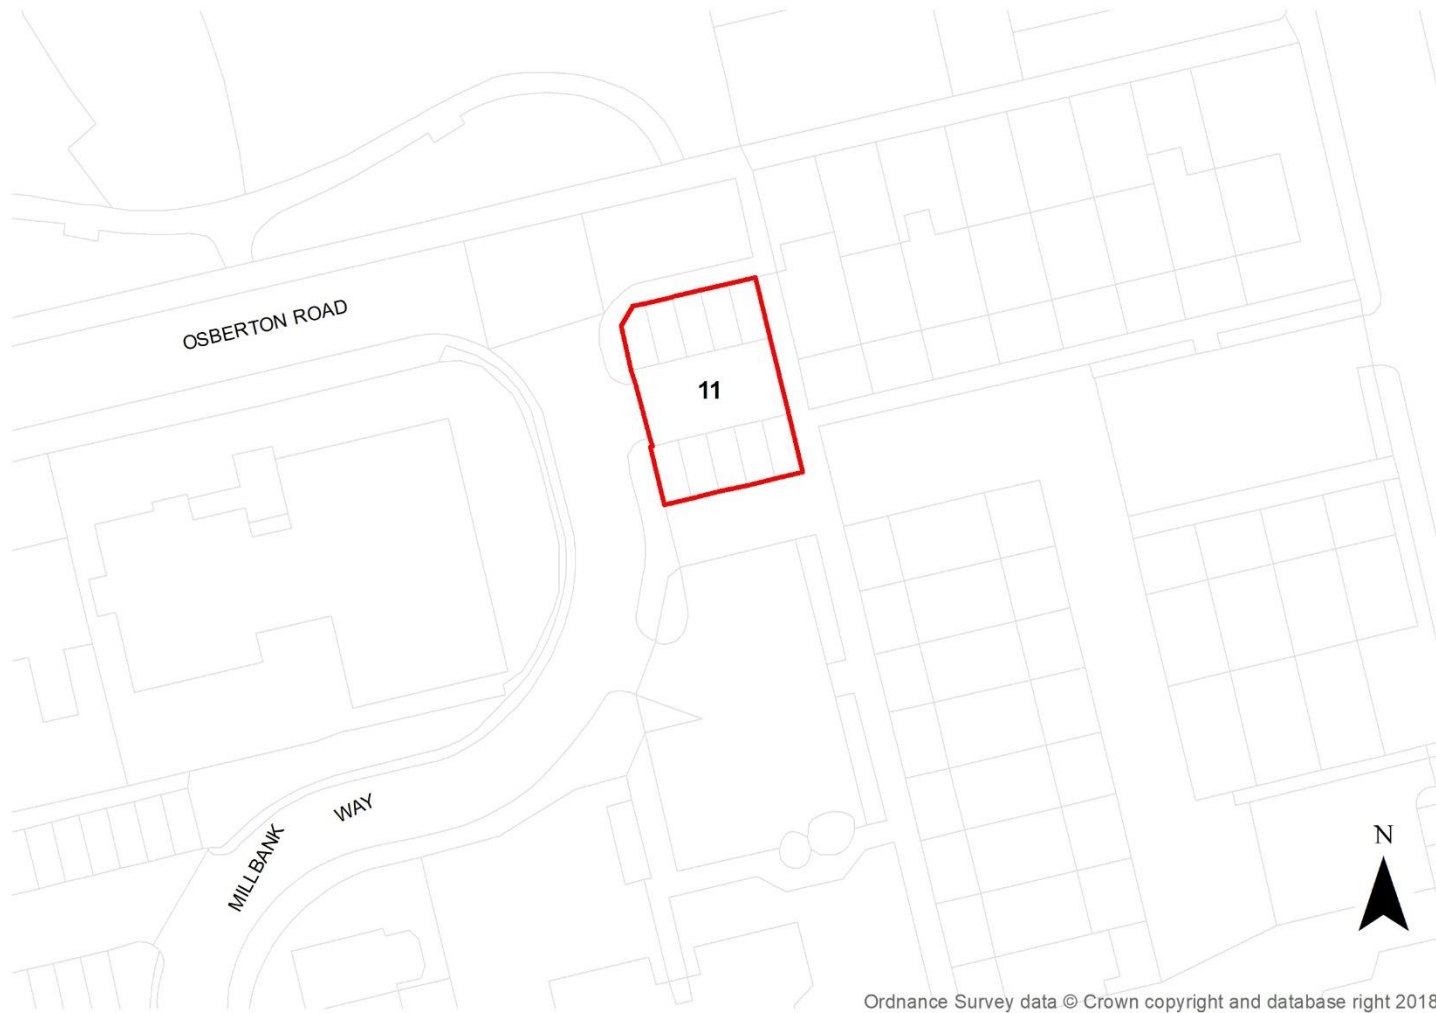 OSBERTON ROAD
11
WAY
MILLBANK
N
Ordnance Survey data © Crown copyright and database right 2018